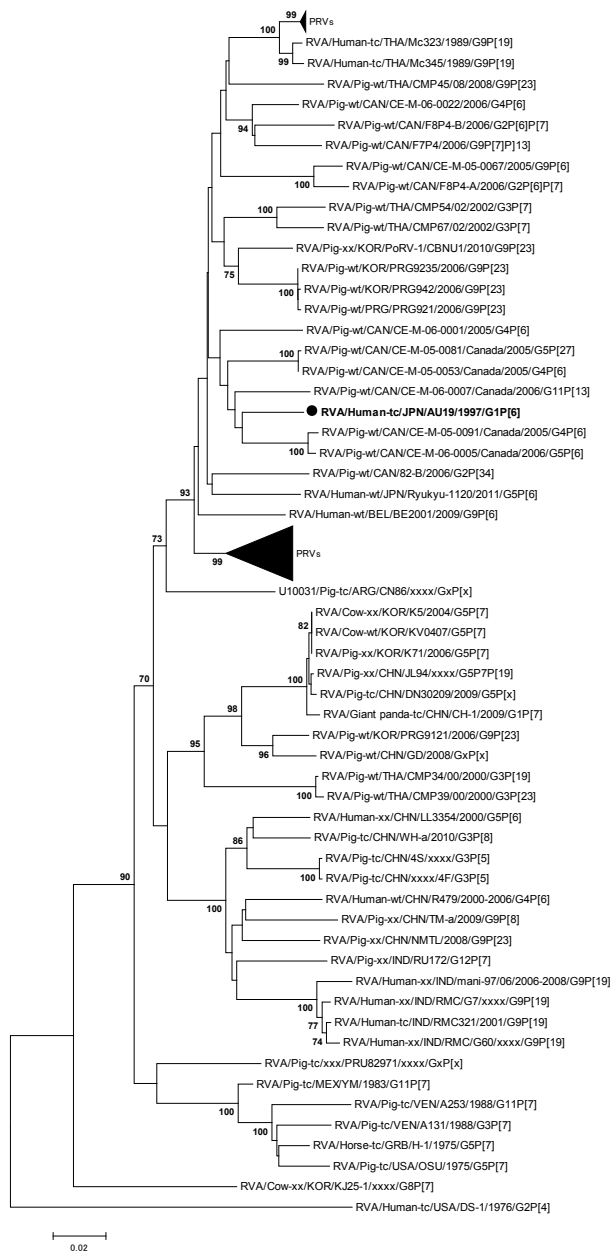 99
PRVs
100
RVA/Human-tc/THA/Mc323/1989/G9P[19]
99
RVA/Human-tc/THA/Mc345/1989/G9P[19]
RVA/Pig-wt/THA/CMP45/08/2008/G9P[23]
RVA/Pig-wt/CAN/CE-M-06-0022/2006/G4P[6]
94
RVA/Pig-wt/CAN/F8P4-B/2006/G2P[6]P[7]
RVA/Pig-wt/CAN/F7P4/2006/G9P[7]P]13]
RVA/Pig-wt/CAN/CE-M-05-0067/2005/G9P[6]
100
RVA/Pig-wt/CAN/F8P4-A/2006/G2P[6]P[7]
100
RVA/Pig-wt/THA/CMP54/02/2002/G3P[7]
RVA/Pig-wt/THA/CMP67/02/2002/G3P[7]
RVA/Pig-xx/KOR/PoRV-1/CBNU1/2010/G9P[23]
75
RVA/Pig-wt/KOR/PRG9235/2006/G9P[23]
100
RVA/Pig-wt/KOR/PRG942/2006/G9P[23]
RVA/Pig-wt/PRG/PRG921/2006/G9P[23]
RVA/Pig-wt/CAN/CE-M-06-0001/2005/G4P[6]
100
RVA/Pig-wt/CAN/CE-M-05-0081/Canada/2005/G5P[27]
RVA/Pig-wt/CAN/CE-M-05-0053/Canada/2005/G4P[6]
RVA/Pig-wt/CAN/CE-M-06-0007/Canada/2006/G11P[13]
RVA/Human-tc/JPN/AU19/1997/G1P[6]
RVA/Pig-wt/CAN/CE-M-05-0091/Canada/2005/G4P[6]
100
RVA/Pig-wt/CAN/CE-M-06-0005/Canada/2006/G5P[6]
RVA/Pig-wt/CAN/82-B/2006/G2P[34]
RVA/Human-wt/JPN/Ryukyu-1120/2011/G5P[6]
93
RVA/Human-wt/BEL/BE2001/2009/G9P[6]
73
99
PRVs
U10031/Pig-tc/ARG/CN86/xxxx/GxP[x]
RVA/Cow-xx/KOR/K5/2004/G5P[7]
82
RVA/Cow-wt/KOR/KV0407/G5P[7]
RVA/Pig-xx/KOR/K71/2006/G5P[7]
70
100
RVA/Pig-xx/CHN/JL94/xxxx/G5P7P[19]
RVA/Pig-tc/CHN/DN30209/2009/G5P[x]
98
RVA/Giant panda-tc/CHN/CH-1/2009/G1P[7]
95
RVA/Pig-wt/KOR/PRG9121/2006/G9P[23]
96
RVA/Pig-wt/CHN/GD/2008/GxP[x]
RVA/Pig-wt/THA/CMP34/00/2000/G3P[19]
100
RVA/Pig-wt/THA/CMP39/00/2000/G3P[23]
RVA/Human-xx/CHN/LL3354/2000/G5P[6]
86
RVA/Pig-tc/CHN/WH-a/2010/G3P[8]
RVA/Pig-tc/CHN/4S/xxxx/G3P[5]
90
100
RVA/Pig-tc/CHN/xxxx/4F/G3P[5]
100
RVA/Human-wt/CHN/R479/2000-2006/G4P[6]
RVA/Pig-xx/CHN/TM-a/2009/G9P[8]
RVA/Pig-xx/CHN/NMTL/2008/G9P[23]
RVA/Pig-xx/IND/RU172/G12P[7]
RVA/Human-xx/IND/mani-97/06/2006-2008/G9P[19]
100
RVA/Human-xx/IND/RMC/G7/xxxx/G9P[19]
77
RVA/Human-tc/IND/RMC321/2001/G9P[19]
74
RVA/Human-xx/IND/RMC/G60/xxxx/G9P[19]
RVA/Pig-tc/xxx/PRU82971/xxxx/GxP[x]
RVA/Pig-tc/MEX/YM/1983/G11P[7]
100
RVA/Pig-tc/VEN/A253/1988/G11P[7]
100
RVA/Pig-tc/VEN/A131/1988/G3P[7]
RVA/Horse-tc/GRB/H-1/1975/G5P[7]
RVA/Pig-tc/USA/OSU/1975/G5P[7]
RVA/Cow-xx/KOR/KJ25-1/xxxx/G8P[7]
RVA/Human-tc/USA/DS-1/1976/G2P[4]
0.02